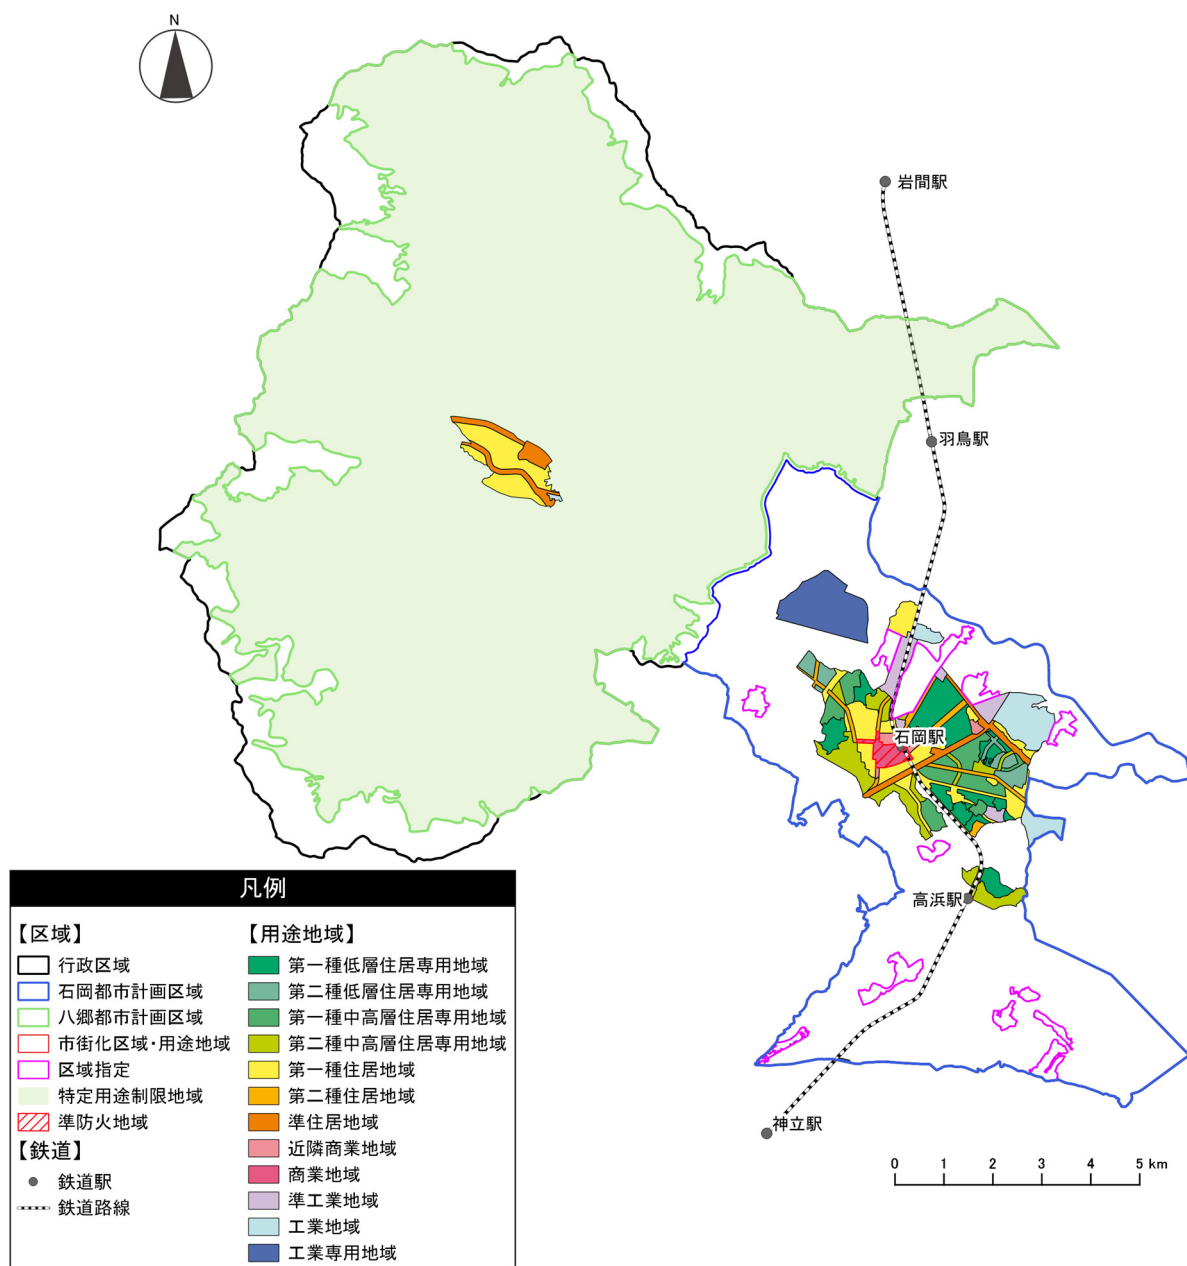 N
岩間駅
羽鳥駅
石岡駅
高浜駅
神立駅
0 1 2 3 4 5 km
凡例
【区域】
行政区域
石岡都市計画区域
八郷都市計画区域
市街化区域・用途地域
区域指定
特定用途制限地域
準防火地域
【鉄道】
鉄道駅
鉄道路線
【用途地域】
第一種低層住居専用地域
第二種低層住居専用地域
第一種中高層住居専用地域
第二種中高層住居専用地域
第一種住居地域
第二種住居地域
準住居地域
近隣商業地域
商業地域
準工業地域
工業地域
工業専用地域